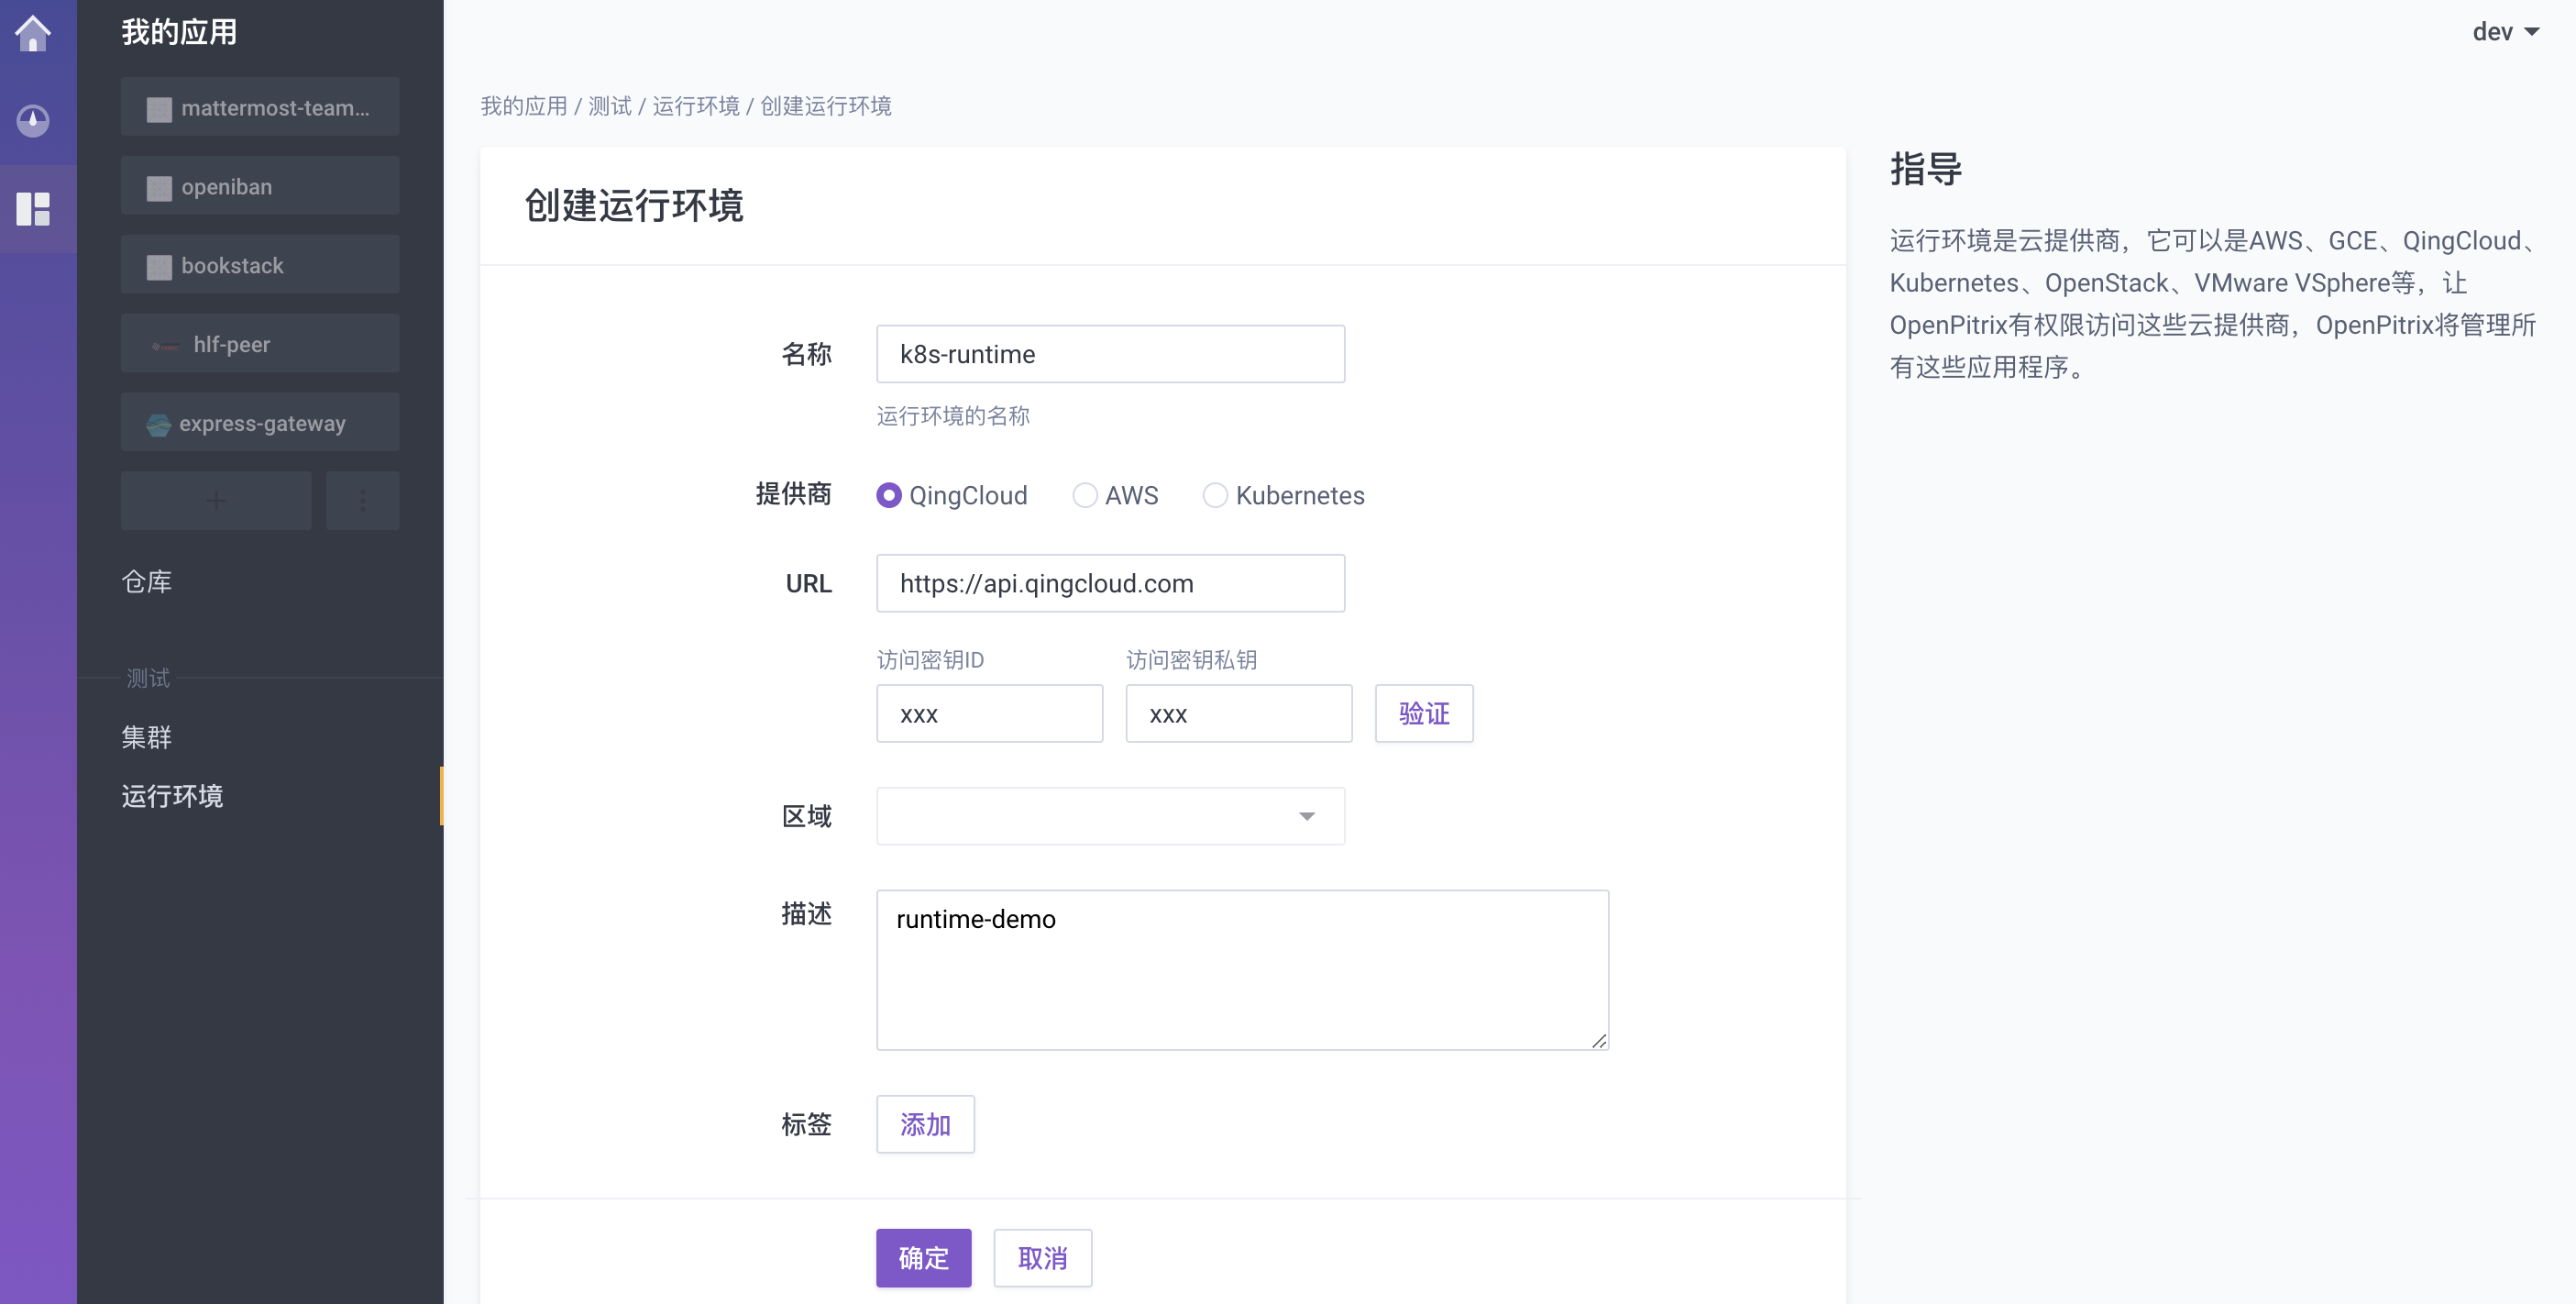 我的应用
mattermost-team...
openiban
bookstack
hlf-peer
express-gateway
仓库
测试
集群
运行环境
dev
我的应用 / 测试 / 运行环境 / 创建运行环境
创建运行环境
名称
k8s-runtime
运行环境的名称
提供商
QingCloud
AWS
Kubernetes
URL
https://api.qingcloud.com
访问密钥ID
访问密钥私钥
xxx
xxx
验证
区域
描述
runtime-demo
标签
添加
确定
取消
指导
运行环境是云提供商，它可以是AWS、GCE、QingCloud、
Kubernetes、OpenStack、VMware VSphere等，让
OpenPitrix有权限访问这些云提供商，OpenPitrix将管理所
有这些应用程序。